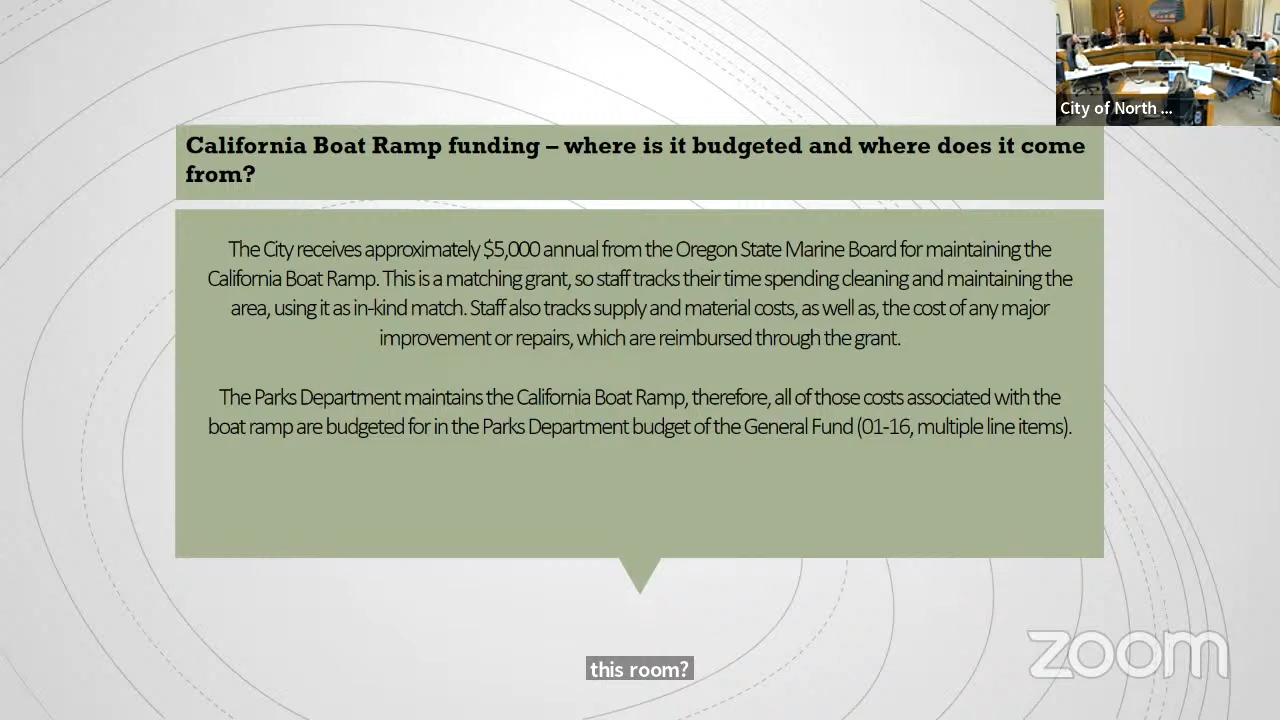 City of North ...
California Boat Ramp funding – where is it budgeted and where does it come
from?
The City receives approximately $5,000 annual from the Oregon State Marine Board for maintaining the
California Boat Ramp. This is a matching grant, so staff tracks their time spending cleaning and maintaining the
area, using it as in-kind match. Staff also tracks supply and material costs, as well as, the cost of any major
improvement or repairs, which are reimbursed through the grant.
The Parks Department maintains the California Boat Ramp, therefore, all of those costs associated with the
boat ramp are budgeted for in the Parks Department budget of the General Fund (01-16, multiple line items).
zoom
this room?